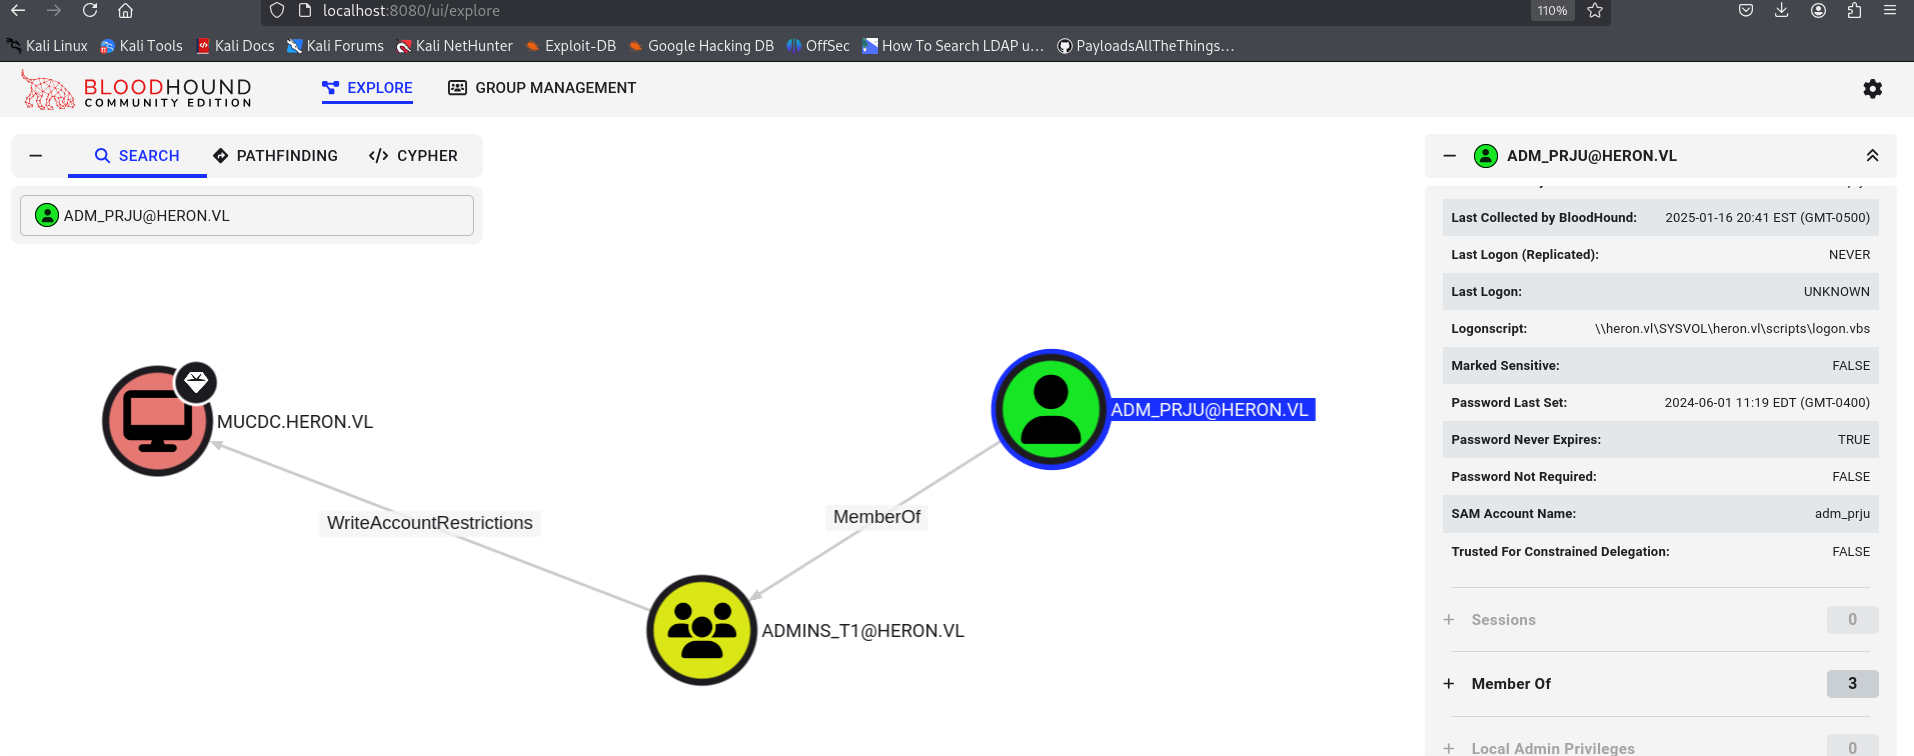 localhost:8080/ui/explore
110%
Kali Linux Kali Tools Kali Docs Kali Forums Kali NetHunter Exploit-DB Google Hacking DB OffSec How To Search LDAP u... PayloadsAllTheThings...
BLOODHOUND
COMMUNITY EDITION
EXPLORE
GROUP MANAGEMENT
SEARCH
PATHFINDING
CYPHER
ADM_PRJU@HERON.VL
MUCDC.HERON.VL
ADM_PRJU@HERON.VL
WriteAccountRestrictions
MemberOf
ADMINS_T1@HERON.VL
ADM_PRJU@HERON.VL
Last Collected by BloodHound: 2025-01-16 20:41 EST (GMT-0500)
Last Logon (Replicated): NEVER
Last Logon: UNKNOWN
Logonscript: \\heron.vl\SYSVOL\heron.vl\scripts\logon.vbs
Marked Sensitive: FALSE
Password Last Set: 2024-06-01 11:19 EDT (GMT-0400)
Password Never Expires: TRUE
Password Not Required: FALSE
SAM Account Name: adm_prju
Trusted For Constrained Delegation: FALSE
Sessions 0
Member Of 3
Local Admin Privileges 0